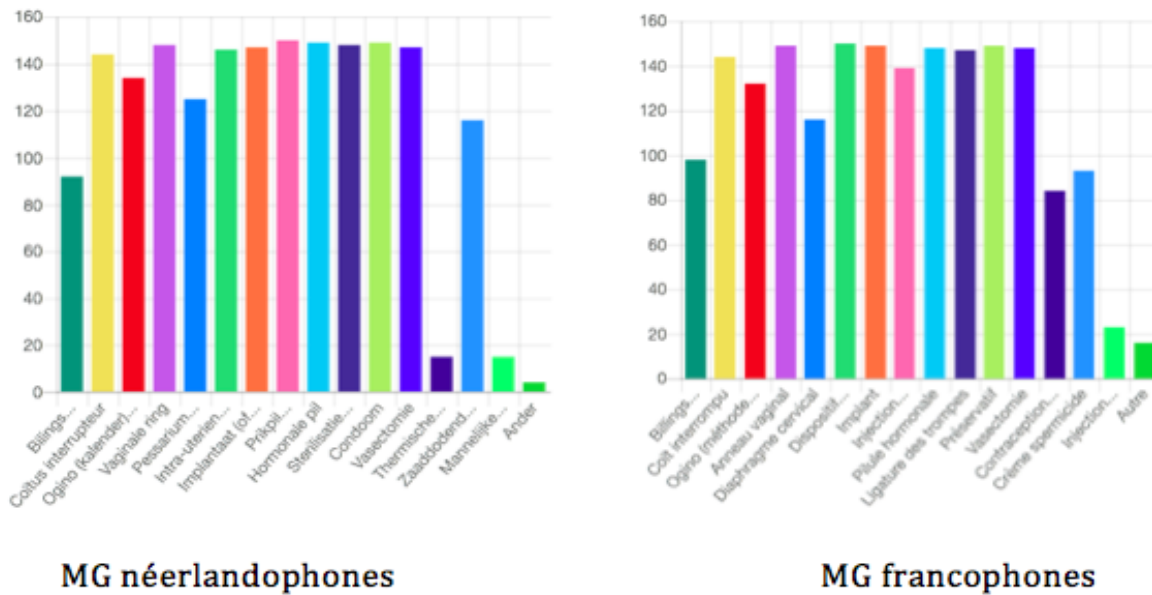 160
140
120
100
80
60
40
20
0
Bilings...
Coitus interrupteur
Ogino (kalender)...
Vaginale ring
Pessarium...
Intra-uterien...
Implantaat (of...
Prikpil...
Hormonale pil
Sterilisatie...
Condoom
Vasectomie
Thermische...
Zaaddodend...
Mannelijke...
Ander
MG néerlandophones
160
140
120
100
80
60
40
20
0
Billings...
Coït interrompu
Ogino (méthode...
Anneau vaginal
Diaphragme cervical
Dispositif...
Implant
Injection...
Pilule hormonale
Ligature des trompes
Préservatif
Vasectomie
Contraception...
Crème spermicide
Injection...
Autre
MG francophones